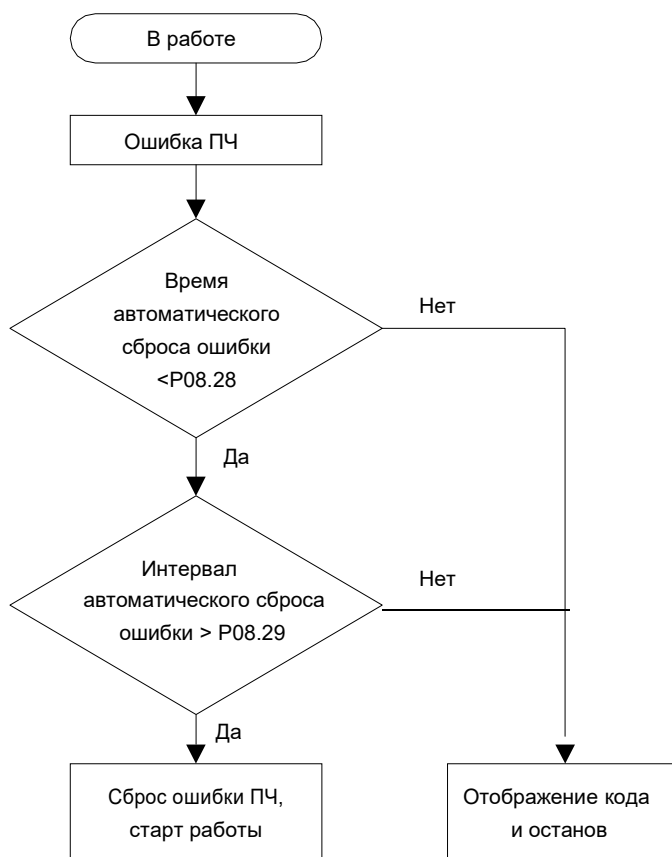 В работе
Ошибка ПЧ
Время
автоматического
сброса ошибки
<P08.28
Нет
Да
Интервал
автоматического сброса
ошибки > P08.29
Нет
Да
Сброс ошибки ПЧ,
старт работы
Отображение кода
и останов